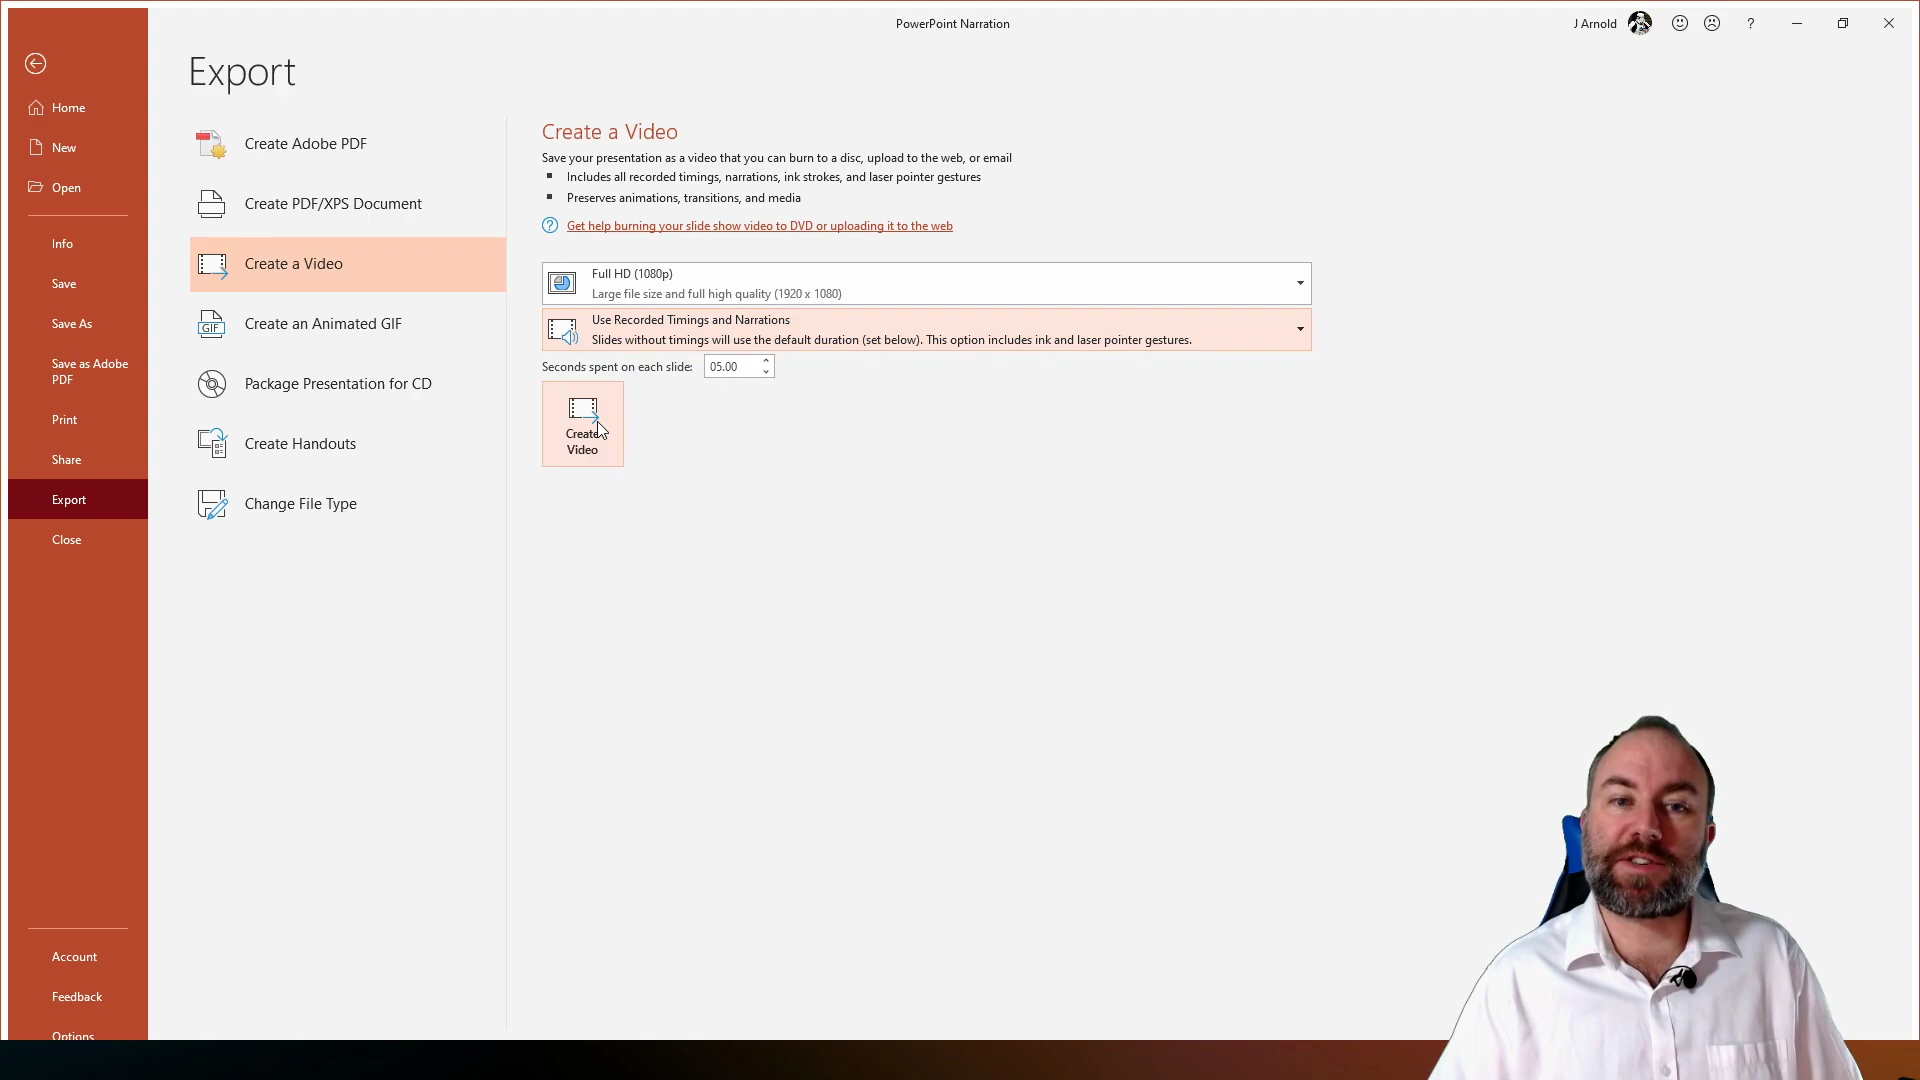 PowerPoint Narration
J Arnold
?
Export
Home
New
Open
Info
Save
Save As
Save as Adobe
PDF
Print
Share
Export
Close
Account
Feedback
Options
Create Adobe PDF
Create PDF/XPS Document
Create a Video
GIF
Create an Animated GIF
Package Presentation for CD
Create Handouts
Change File Type
Create a Video
Save your presentation as a video that you can burn to a disc, upload to the web, or email
Includes all recorded timings, narrations, ink strokes, and laser pointer gestures
Preserves animations, transitions, and media
? Get help burning your slide show video to DVD or uploading it to the web
Full HD (1080p)
Large file size and full high quality (1920 x 1080)
Use Recorded Timings and Narrations
Slides without timings will use the default duration (set below). This option includes ink and laser pointer gestures.
Seconds spent on each slide: 05.00
Create
Video